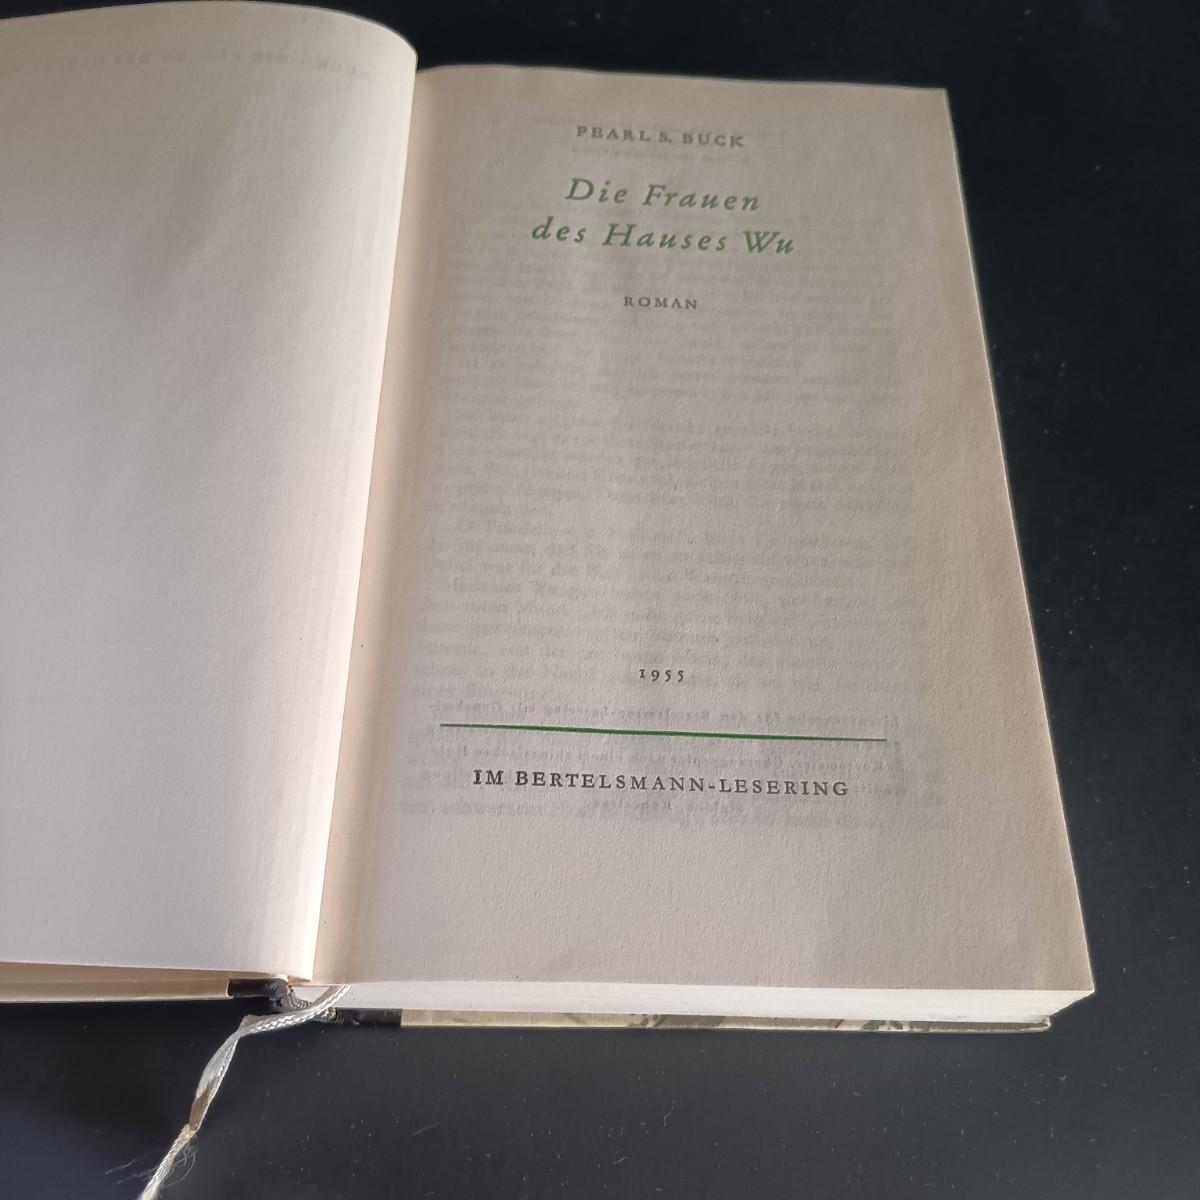 PEARL S. BUCK
Die Frauen
des Hauses Wu
ROMAN
1955
IM BERTELSMANN-LESERING